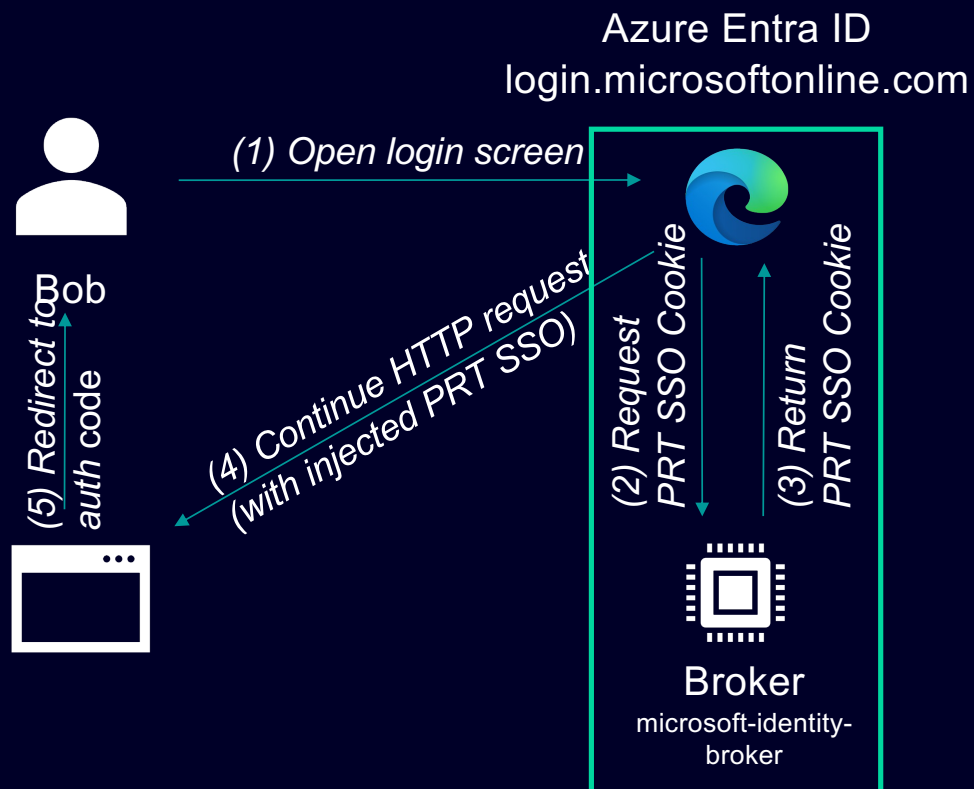 Azure Entra ID
login.microsoftonline.com
(1) Open login screen
Bob
(2) Request
PRT SSO Cookie
(3) Return
PRT SSO Cookie
(4) Continue HTTP request
(with injected PRT SSO)
(5) Redirect to
auth code
Broker
microsoft-identity-
broker